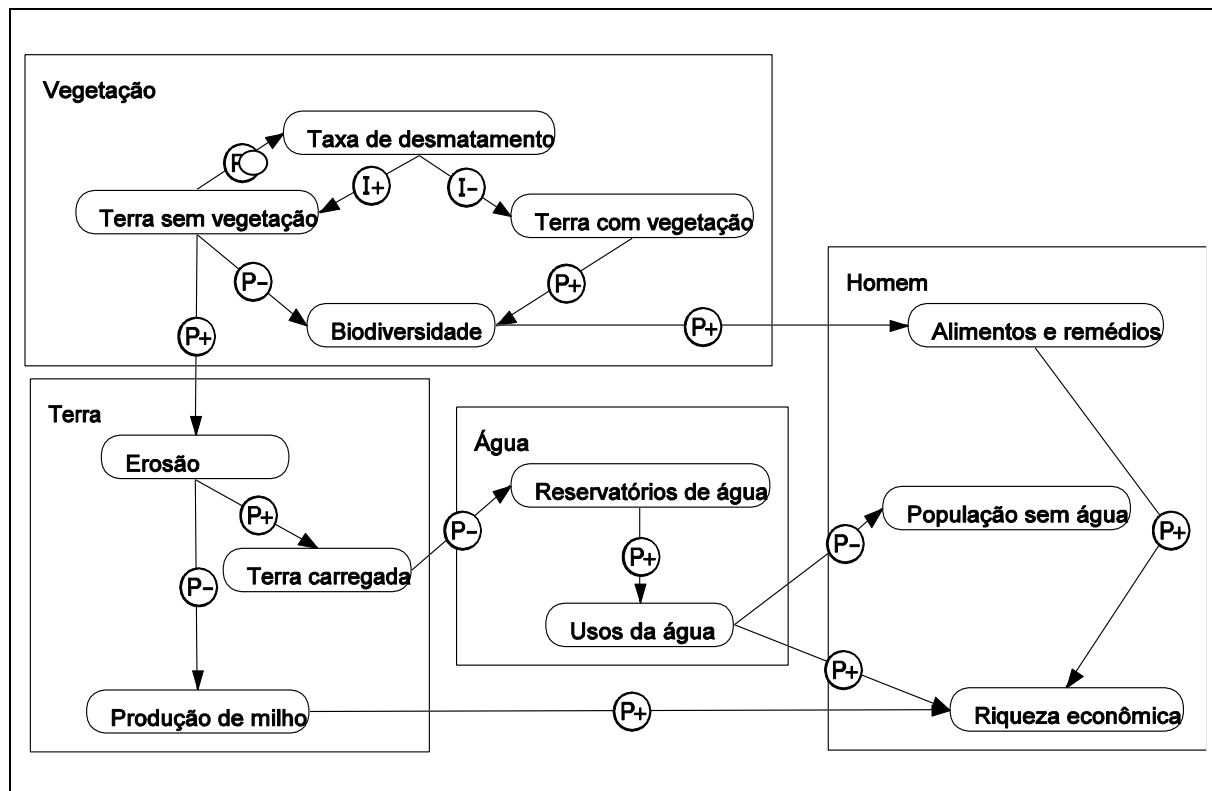 Vegetação
Taxa de desmatamento
I+
I−
Terra sem vegetação
Terra com vegetação
P−
P+
Homem
Biodiversidade
P+
Alimentos e remédios
P+
Terra
Água
Erosão
Reservatórios de água
P+
P−
População sem água
P+
P−
P+
Terra carregada
P−
Usos da água
P+
Produção de milho
P+
Riqueza econômica